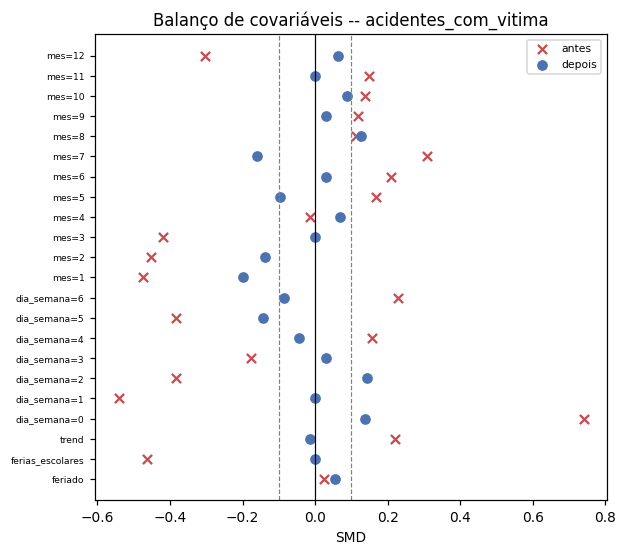 Balanço de covariáveis -- acidentes_com_vitima
antes
depois
mes=12
mes=11
mes=10
mes=9
mes=8
mes=7
mes=6
mes=5
mes=4
mes=3
mes=2
mes=1
dia_semana=6
dia_semana=5
dia_semana=4
dia_semana=3
dia_semana=2
dia_semana=1
dia_semana=0
trend
ferias_escolares
feriado
−0.6 −0.4 −0.2 0.0 0.2 0.4 0.6 0.8
SMD